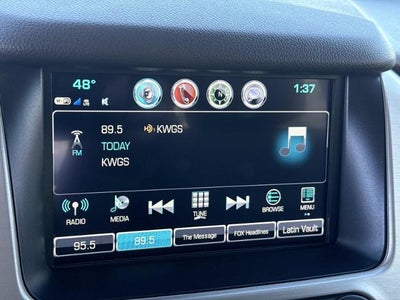 48°
1:37
89.5 KWGS
FM
TODAY
KWGS
RADIO
MEDIA
TUNE
BROWSE
MENU
95.5
89.5
The Message
FOX Headlines
Latin Vault